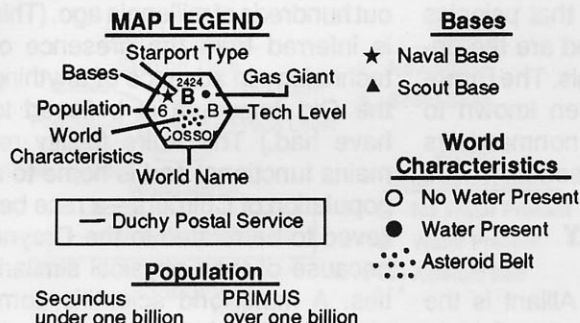 MAP LEGEND
Starport Type
Bases
Population
World
Characteristics
2424
B
6
B
Cosso
Gas Giant
Tech Level
World Name
Duchy Postal Service
Population
Secundus
under one billion
PRIMUS
over one billion
Bases
Naval Base
Scout Base
World
Characteristics
No Water Present
Water Present
Asteroid Belt